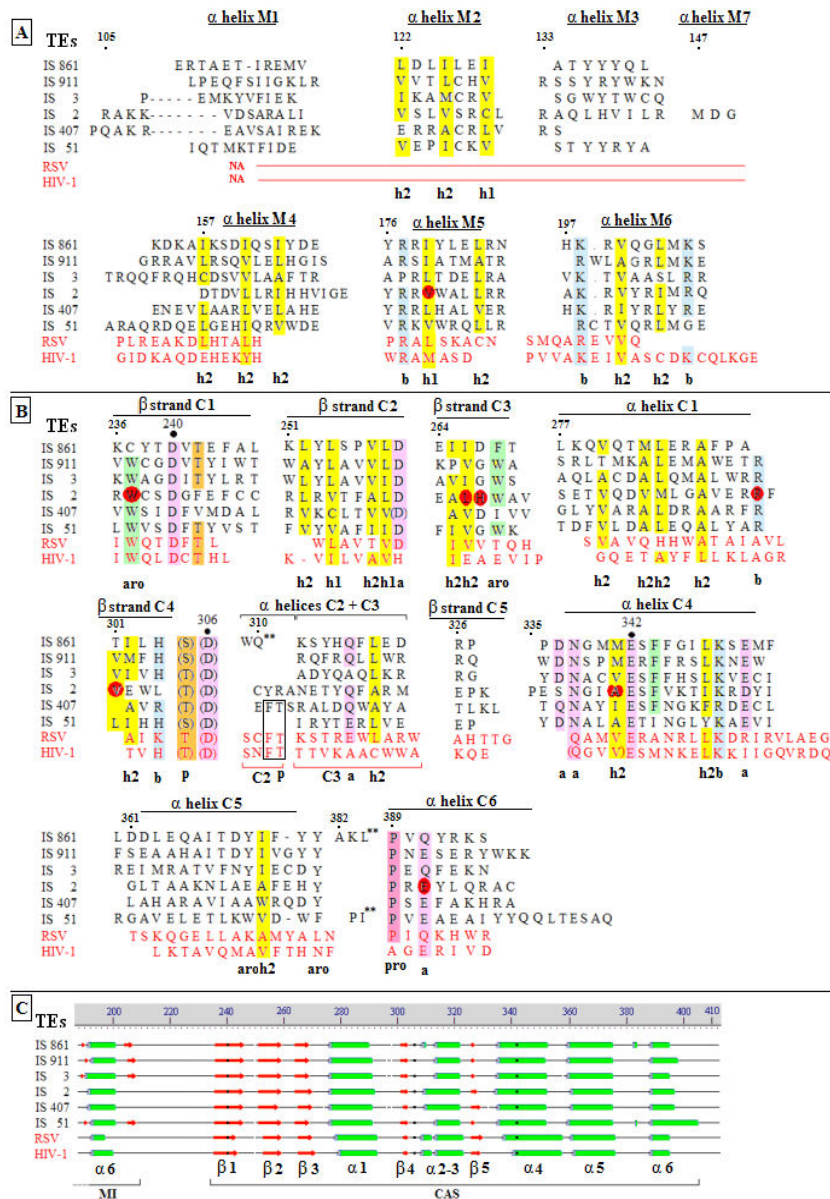 A
α helix M1 α helix M2 α helix M3 α helix M7
TEs 105 122 133 147
IS 861 ERTAET-IREMV LDLILEI ATYYYQL
IS 911 LPEQFSIIGKLR VVTLCHV RSSYRYWKN
IS 3 P-----EMKYVFIEK IKAMCRV SGWYTWCQ
IS 2 RAKK-----VDSARALI VSLVSRCL RAQLHVILR MDG
IS 407 PQAKR-----EAVSAIREK ERRACRLV RS
IS 51 IQTMKTFIDE VEPICKV STYYRYA
RSV NA
HIV-1 NA
h2 h2 h1
157 α helix M4 176 α helix M5 197 α helix M6
IS 861 KDKAIKSDIQSIYDE YRRIYLELRN HK.RVQGLMKS
IS 911 GRRAVLRSQVLELHGIS ARSIATMATR RWLAGRLMKE
IS 3 TRQQFRQHCDSVVLAAFTR APRLTDELRA VK.TVAASLRR
IS 2 DTDVLLRIHHVIGE YRRVWALLRR AK.RVYRIMRQ
IS 407 ENEVLAARLVELAHE RRLHALVER HK.RIYRLYRE
IS 51 ARAQRDQELGEHIQRVWDE VRKVWRQLLR RCTVQRLMGE
RSV PLREAKDLHTALH PRALSKACN SMQAREVVQ
HIV-1 GIDKAQDEHEKYH WRAMASD PVVAKEIVASCDKCQLKGE
h2 h2 h2 b h1 h2 b h2 h2 b
B
β strand C1 β strand C2 β strand C3 α helix C1
TEs 236 240 251 264 277
IS 861 KCYTDVTEFAL KLYLSPVLD EIIDFT LKQVQTMLERAFPA
IS 911 VWCGDVTYIWT WAYLAVVLD KPVGWA SRLTMKALEMAWETR
IS 3 KWAGDITYLRT WLYLAVVID AVIGWS AQLACDALQMALWRR
IS 2 RWCSDGFEFCC RLRVTFALD EALHWAV SETVQDVMLGAVERRF
IS 407 VWSIDFVMDAL RVKCLTVV(D) AVDIVV GLYVARALDRAIARR
IS 51 LWVSDFTYVST FVYVAFIID FIVGWK TDFVLDALEQALYAR
RSV IWQTDFTL WLAVTVD IVVTQH SVAVQHHWATAIAVL
HIV-1 IWQLDCTHL K-VILVAVH IEAEVIP GQETAYFLLKLAGR
aro h2 h1 h2h1a h2h2 aro h2 h2h2 h2 b
β strand C4 α helices C2 + C3 β strand C5 α helix C4
301 306 310 326 335 342
IS 861 TILH (S) (D) WQ** KSYHQFLED RP PDNGMMESFFGILKSEMF
IS 911 VMFH (S) (D) RQFRQLLWR RQ WDNSPMERFFRSLKNEW
IS 3 VIVH (T) (D) ADYQAQLKR RG YDNACVESFFHSLKVECI
IS 2 VEWL (T) (D) CYRANETYQFARM EPK PESNGIAESFVKTIKRDYI
IS 407 AVR (T) (D) EFTSRALDQWAYA TLKL NAYIESFNGRFRDECL
IS 51 LIHH (S) (D) IRYTERLVE EP YDNALAETINGLYKAEVI
RSV AIK (T) (D) SCFTKSTREWLARW AHTTG QAMVERANRLLKDRIRVLAEG
HIV-1 TVH (T) (D) SNFTTTVKAACWWA KQE (QGVV)ESMNKELKKIIGQVRDQ
h2 b p C2 p C3 a h2 a a h2 h2b a
α helix C5 α helix C6
361 382 389
IS 861 LDDLEQAITDYIF-YY AKL** PVQYRKS
IS 911 FSEAAHAITDYIVGYY PNESERYWKK
IS 3 REIMRATVFNYIECDY PEQFEKN
IS 2 GLTAAKNLAEAFEHY PREYLQRAC
IS 407 LAHARAVIAAWRQDY PSEFAKHRA
IS 51 RGAVELETLKWVD-WF PI** PVEAEAIYYQQLTESAQ
RSV TSKQGELLAKAMYALN PIQKHWR
HIV-1 LKTAVQMAVFTHNF AGERIVD
aroh2 aro pro a
C
TEs 200 220 240 260 280 300 320 340 360 380 400 410
IS 861
IS 911
IS 3
IS 2
IS 407
IS 51
RSV
HIV-1
α6 β1 β2 β3 α1 β4 α2-3 β5 α4 α5 α6
MI CAS